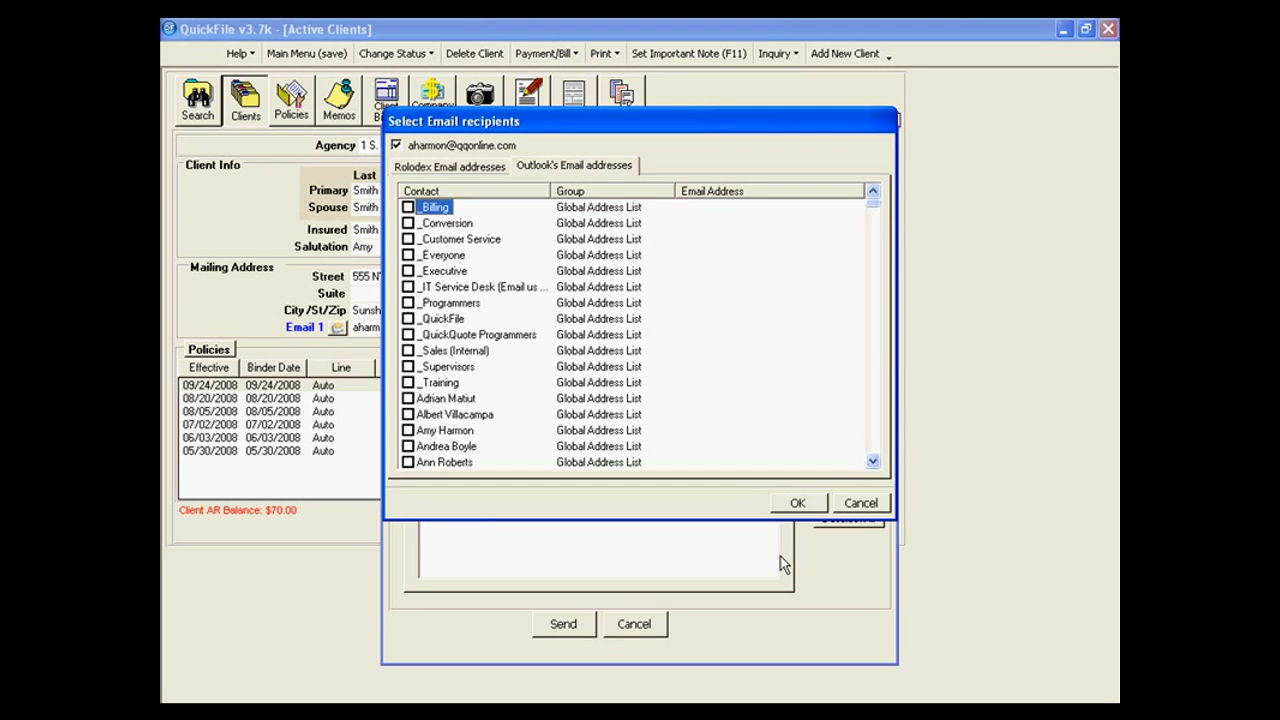 QuickFile v3.7k - [Active Clients]
Help Main Menu (save) Change Status Delete Client Payment/Bill Print Set Important Note (F11) Inquiry Add New Client
Search Clients Policies Memos Client Company
Select Email recipients
Agency 1 S.
aharmon@qqonline.com
Client Info
Rolodex Email addresses Outlook's Email addresses
Last
Primary Smith
Spouse Smith
Insured Smith
Salutation Amy
Mailing Address
Street 555
Suite
City /St/Zip Sunsh
Email 1 aharm
Contact Group Email Address
_Billing Global Address List
_Conversion Global Address List
_Customer Service Global Address List
_Everyone Global Address List
_Executive Global Address List
_IT Service Desk (Email us ... Global Address List
_Programmers Global Address List
_QuickFile Global Address List
_QuickQuote Programmers Global Address List
_Sales (Internal) Global Address List
_Supervisors Global Address List
_Training Global Address List
Adrian Matiut Global Address List
Albert Villacampa Global Address List
Amy Harmon Global Address List
Andrea Boyle Global Address List
Ann Roberts Global Address List
Policies
Effective Binder Date Line
09/24/2008 09/24/2008 Auto
08/20/2008 08/20/2008 Auto
08/05/2008 08/05/2008 Auto
07/02/2008 07/02/2008 Auto
06/03/2008 06/03/2008 Auto
05/30/2008 05/30/2008 Auto
Client AR Balance: $70.00
OK Cancel
Send Cancel